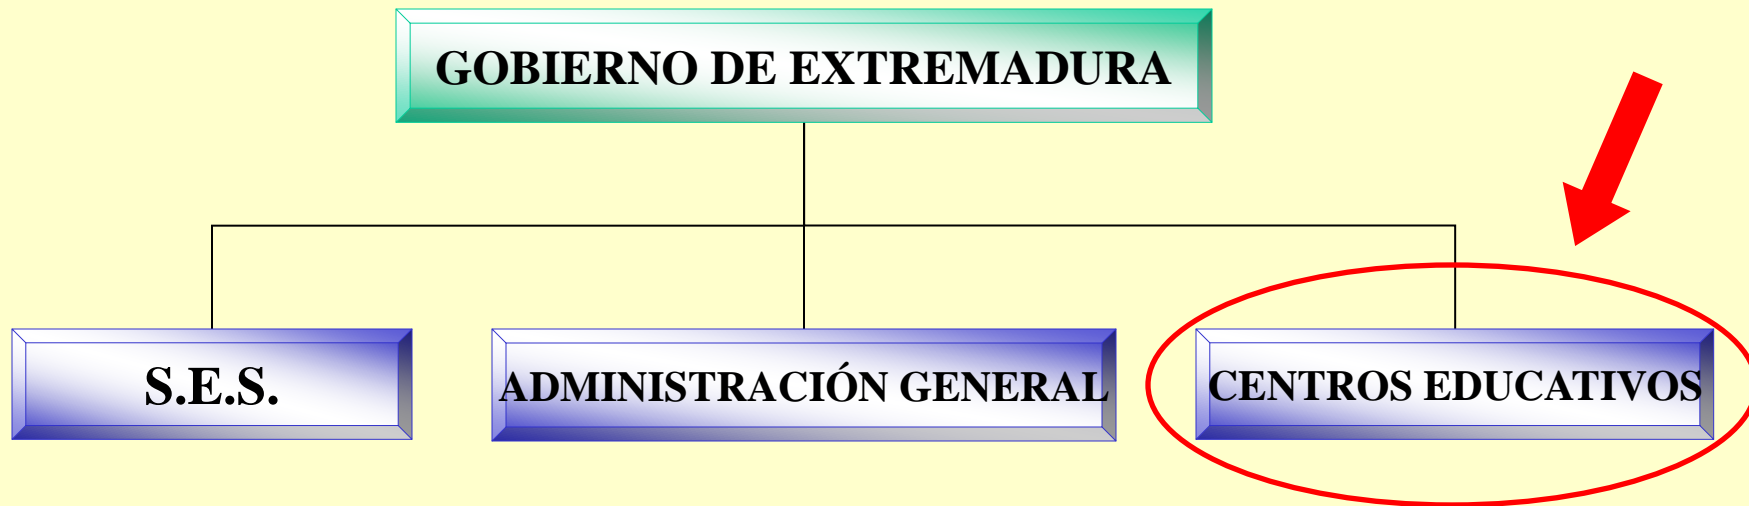 GOBIERNO DE EXTREMADURA
S.E.S.
ADMINISTRACIÓN GENERAL
CENTROS EDUCATIVOS